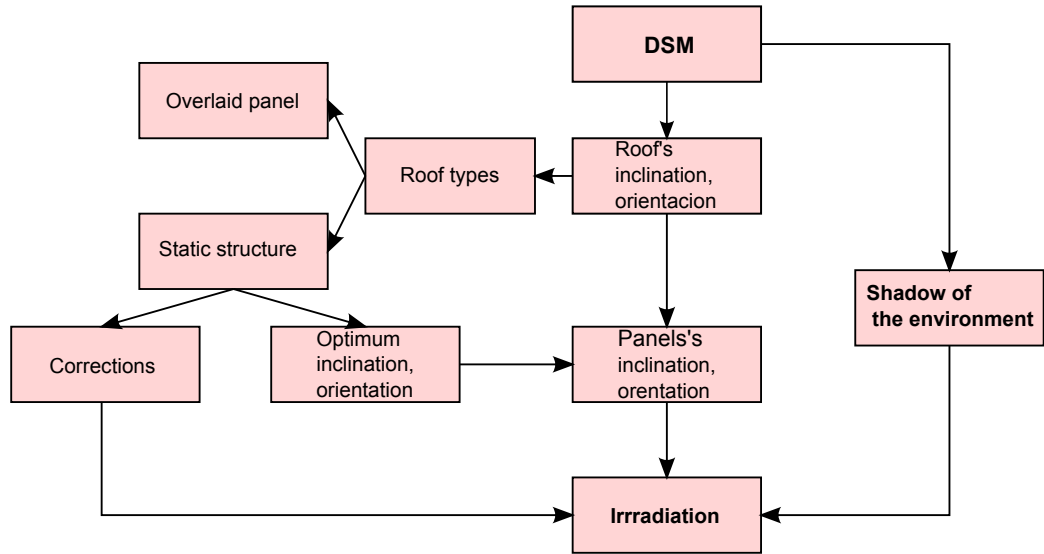 DSM
Overlaid panel
Roof types
Roof's
inclination,
orientacion
Static structure
Shadow of
the environment
Corrections
Optimum
inclination,
orientation
Panels's
inclination,
orentation
Irrradiation